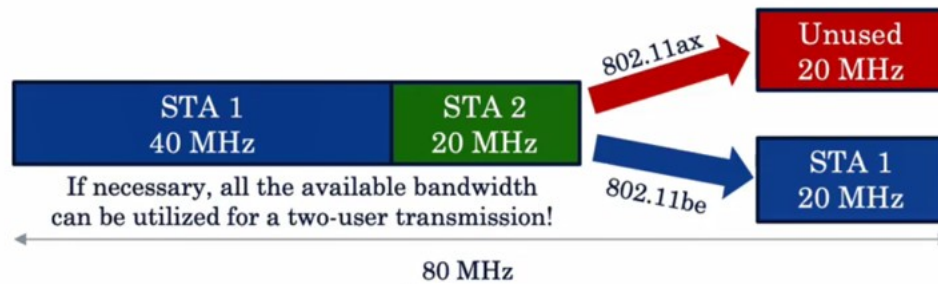 802.11ax
Unused
20 MHz
STA 1
40 MHz
STA 2
20 MHz
802.11be
STA 1
20 MHz
If necessary, all the available bandwidth
can be utilized for a two-user transmission!
80 MHz